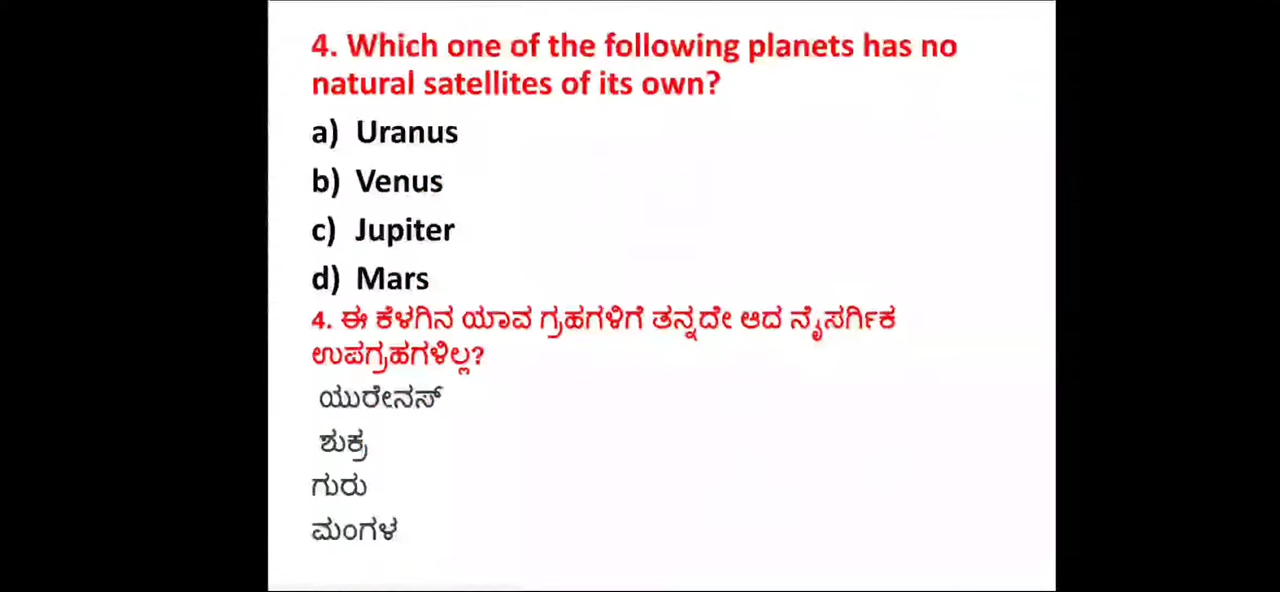 4. Which one of the following planets has no
natural satellites of its own?
a) Uranus
b) Venus
c) Jupiter
d) Mars
4. ಈ ಕೆಳಗಿನ ಯಾವ ಗ್ರಹಗಳಿಗೆ ತನ್ನದೇ ಆದ ನೈಸರ್ಗಿಕ
ಉಪಗ್ರಹಗಳಿಲ್ಲ?
ಯುರೇನಸ್
ಶುಕ್ರ
ಗುರು
ಮಂಗಳ